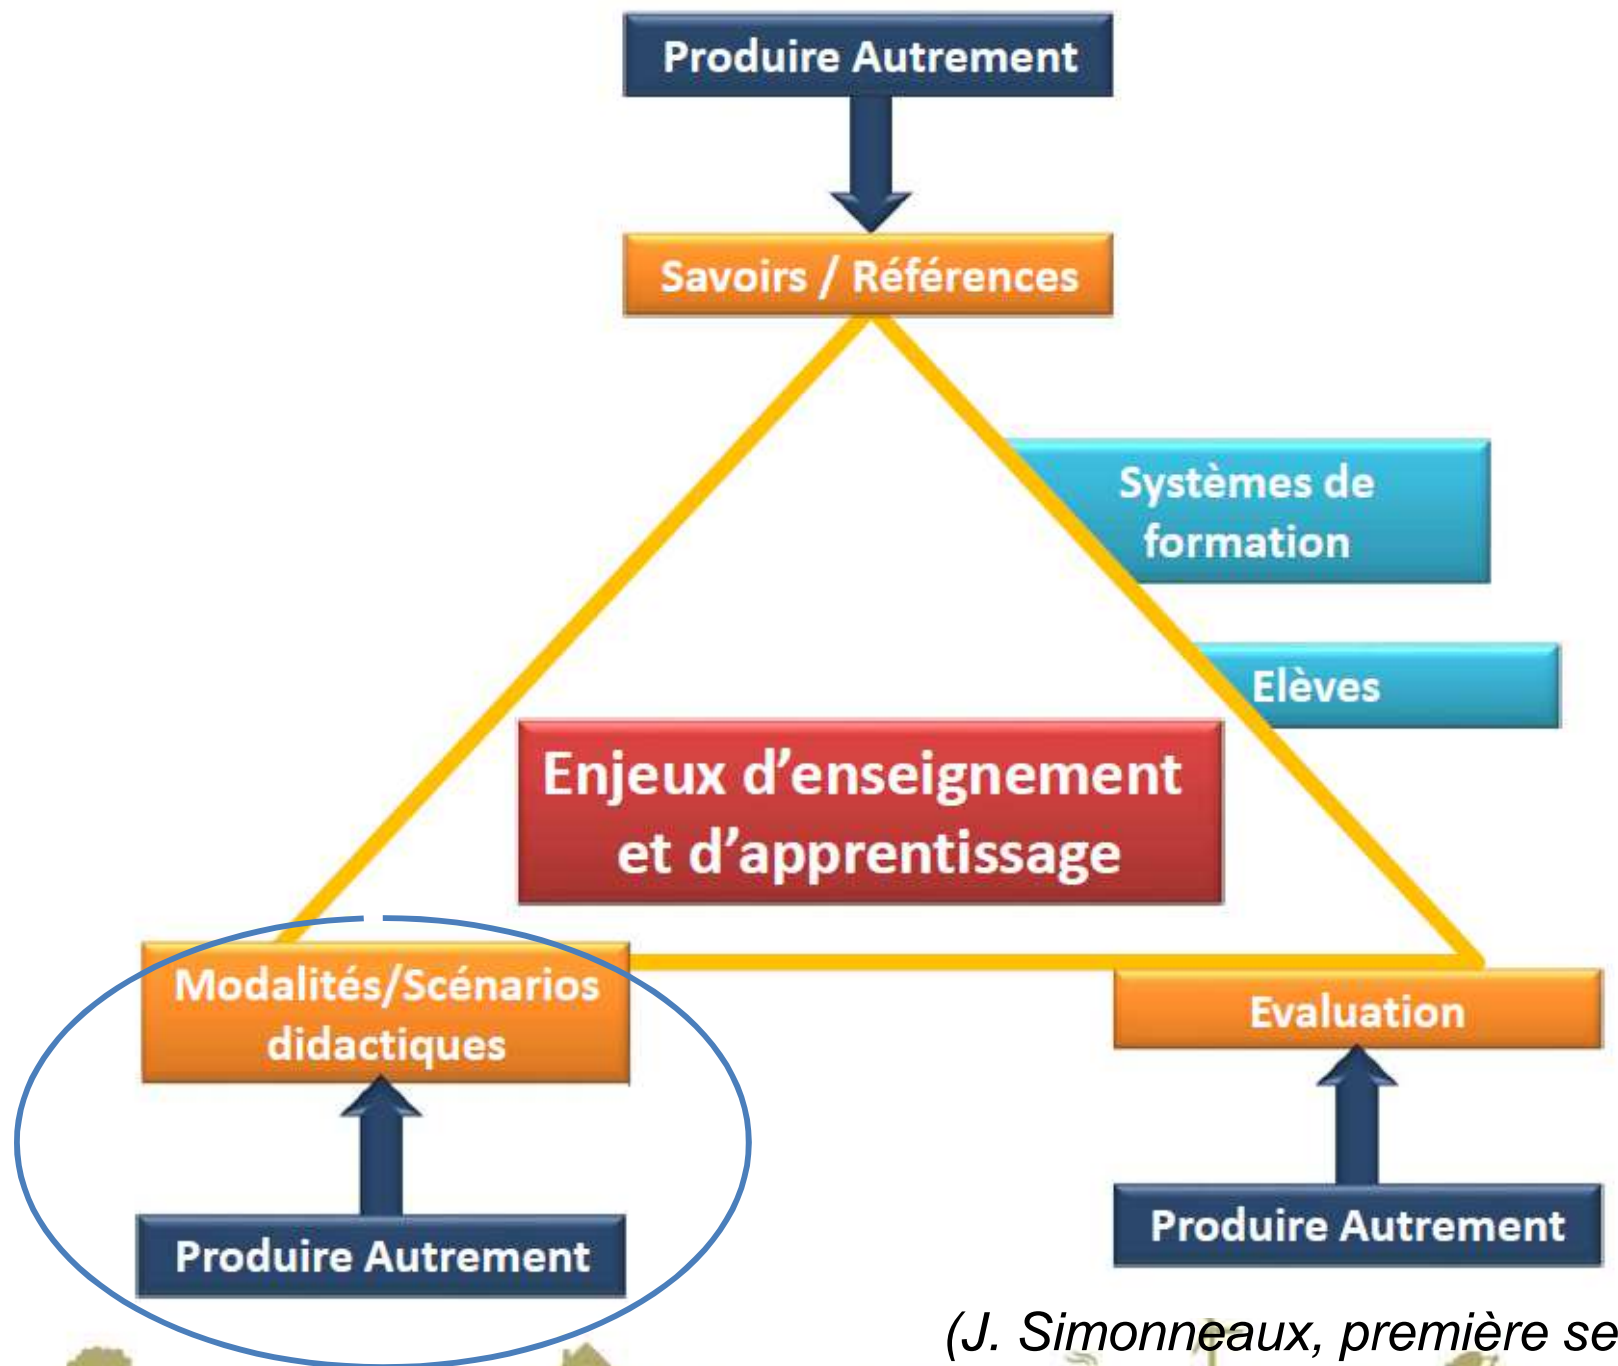 Produire Autrement
Savoirs / Références
Systèmes de
formation
Elèves
Enjeux d’enseignement
et d’apprentissage
Modalités/Scénarios
didactiques
Evaluation
Produire Autrement
Produire Autrement
(J. Simonneaux, première se